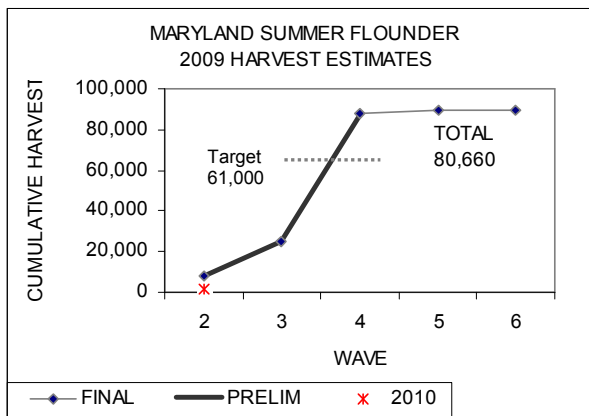 MARYLAND SUMMER FLOUNDER
2009 HARVEST ESTIMATES
CUMULATIVE HARVEST
100,000
80,000
60,000
40,000
20,000
0
Target
61,000
TOTAL
80,660
2 3 4 5 6
WAVE
FINAL PRELIM 2010